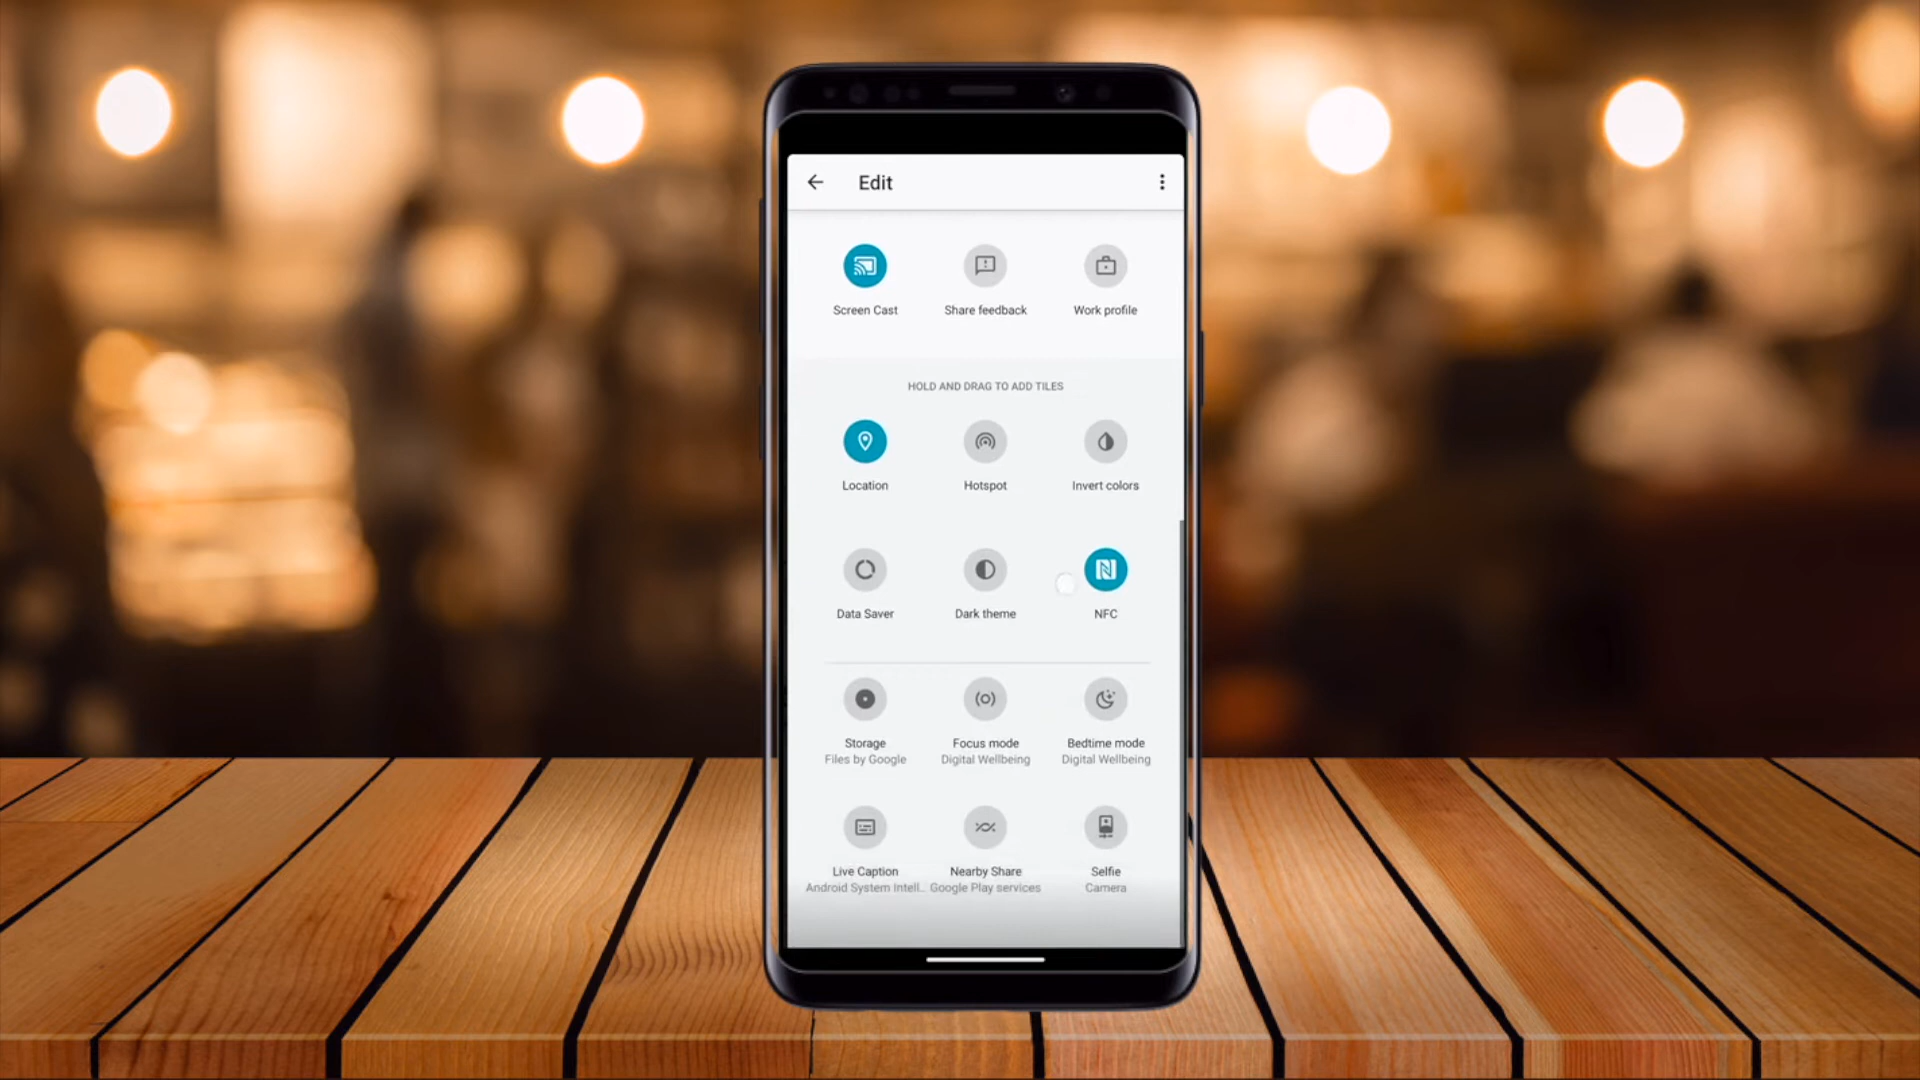 Edit
Screen Cast
Share feedback
Work profile
HOLD AND DRAG TO ADD TILES
Location
Hotspot
Invert colors
Data Saver
Dark theme
NFC
Storage
Files by Google
Focus mode
Digital Wellbeing
Bedtime mode
Digital Wellbeing
Live Caption
Android System Intell...
Nearby Share
Google Play services
Selfie
Camera